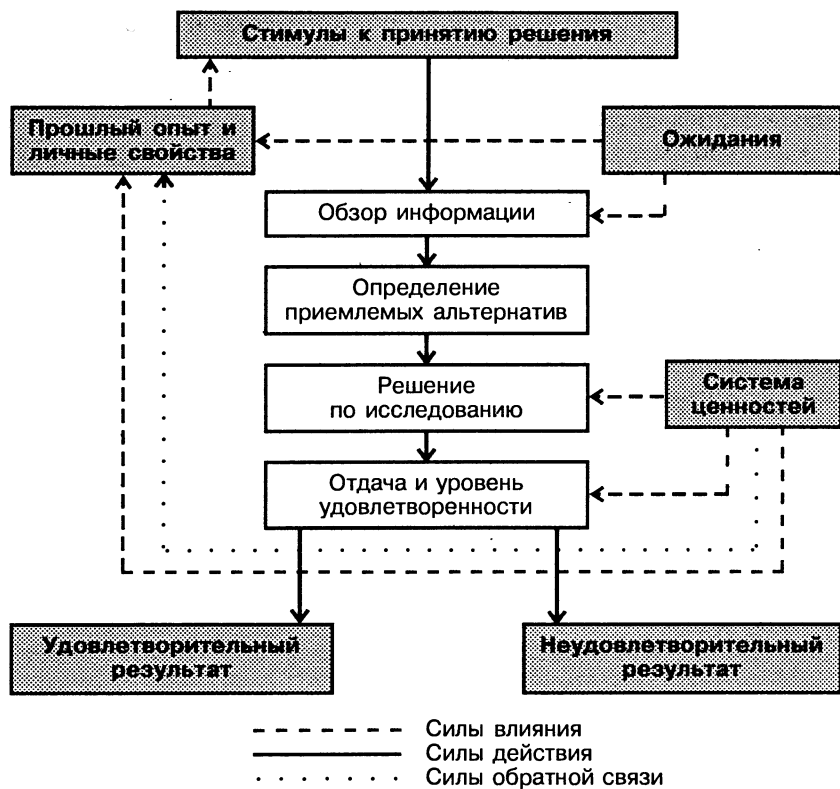 Стимулы к принятию решения
Прошлый опыт и
личные свойства
Ожидания
Обзор информации
Определение
приемлемых альтернатив
Решение
по исследованию
Система
ценностей
Отдача и уровень
удовлетворенности
Удовлетворительный
результат
Неудовлетворительный
результат
Силы влияния
Силы действия
Силы обратной связи